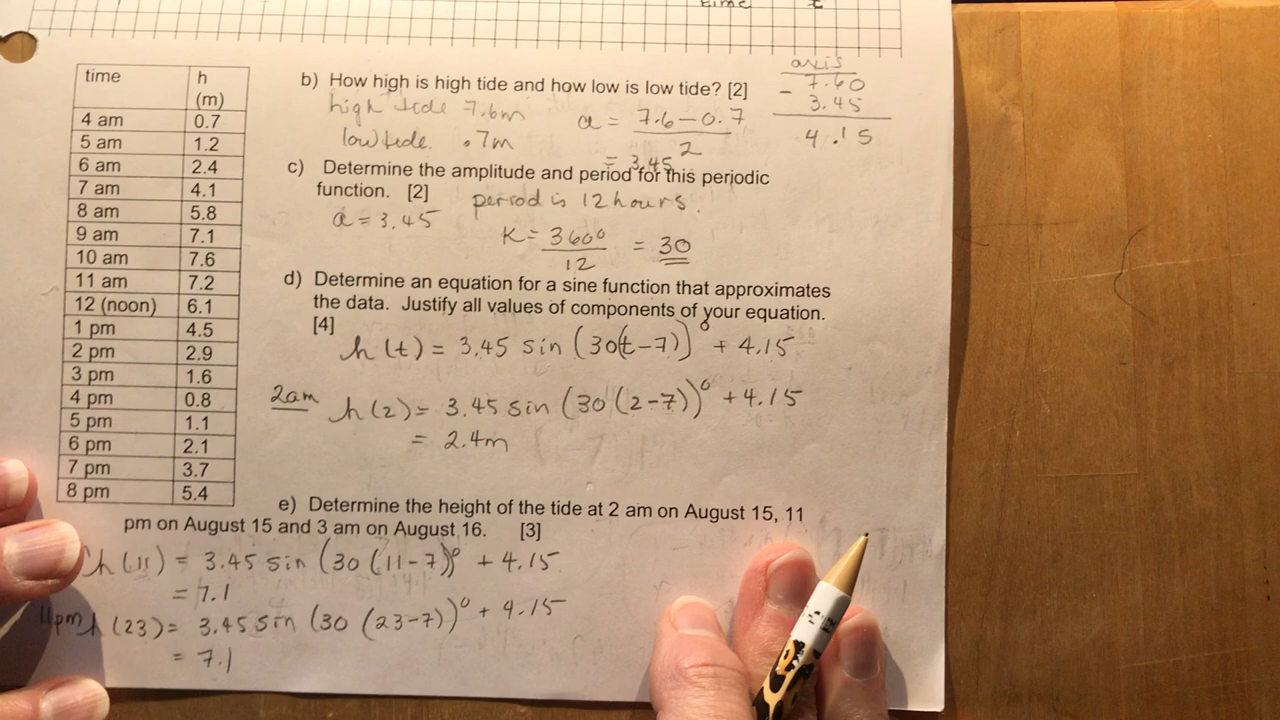 time t
time h (m)
4 am 0.7
5 am 1.2
6 am 2.4
7 am 4.1
8 am 5.8
9 am 7.1
10 am 7.6
11 am 7.2
12 (noon) 6.1
1 pm 4.5
2 pm 2.9
3 pm 1.6
4 pm 0.8
5 pm 1.1
6 pm 2.1
7 pm 3.7
8 pm 5.4
b) How high is high tide and how low is low tide? [2]
high tide 7.6m
low tide. .7m
a = 7.6 - 0.7
2
= 3.45
axis
7.60
- 3.45
4.15
c) Determine the amplitude and period for this periodic
function. [2]
period is 12 hours.
a = 3.45
K = 360° = 30
12
d) Determine an equation for a sine function that approximates
the data. Justify all values of components of your equation.
[4]
h(t) = 3.45 sin (30(t-7))° + 4.15
2am h(2) = 3.45 sin (30 (2-7))° + 4.15
= 2.4m
e) Determine the height of the tide at 2 am on August 15, 11
pm on August 15 and 3 am on August 16. [3]
h(11) = 3.45 sin (30 (11-7))° + 4.15
= 7.1
11pm h(23) = 3.45 sin (30 (23-7))° + 4.15
= 7.1